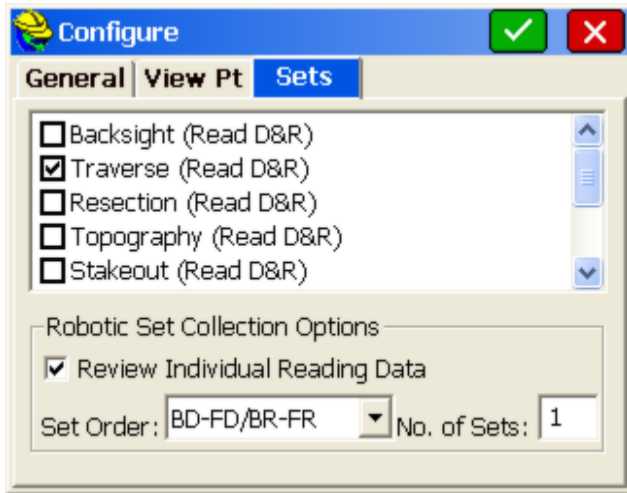 Configure
General View Pt Sets
Backsight (Read D&R)
Traverse (Read D&R)
Resection (Read D&R)
Topography (Read D&R)
Stakeout (Read D&R)
Robotic Set Collection Options
Review Individual Reading Data
Set Order: BD-FD/BR-FR No. of Sets: 1